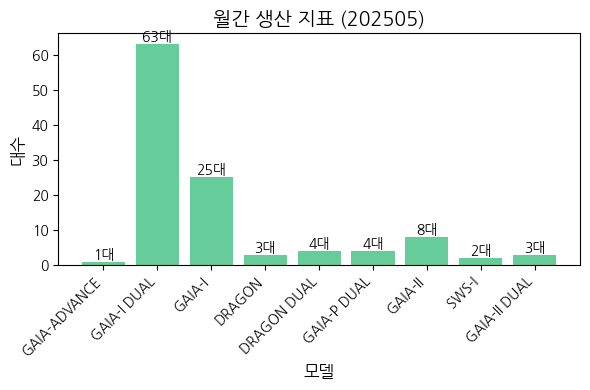 월간 생산 지표 (202505)
대수
60
50
40
30
20
10
0
1대
63대
25대
3대
4대
4대
8대
2대
3대
GAIA-ADVANCE
GAIA-I DUAL
GAIA-I
DRAGON
DRAGON DUAL
GAIA-P DUAL
GAIA-II
SWS-I
GAIA-II DUAL
모델